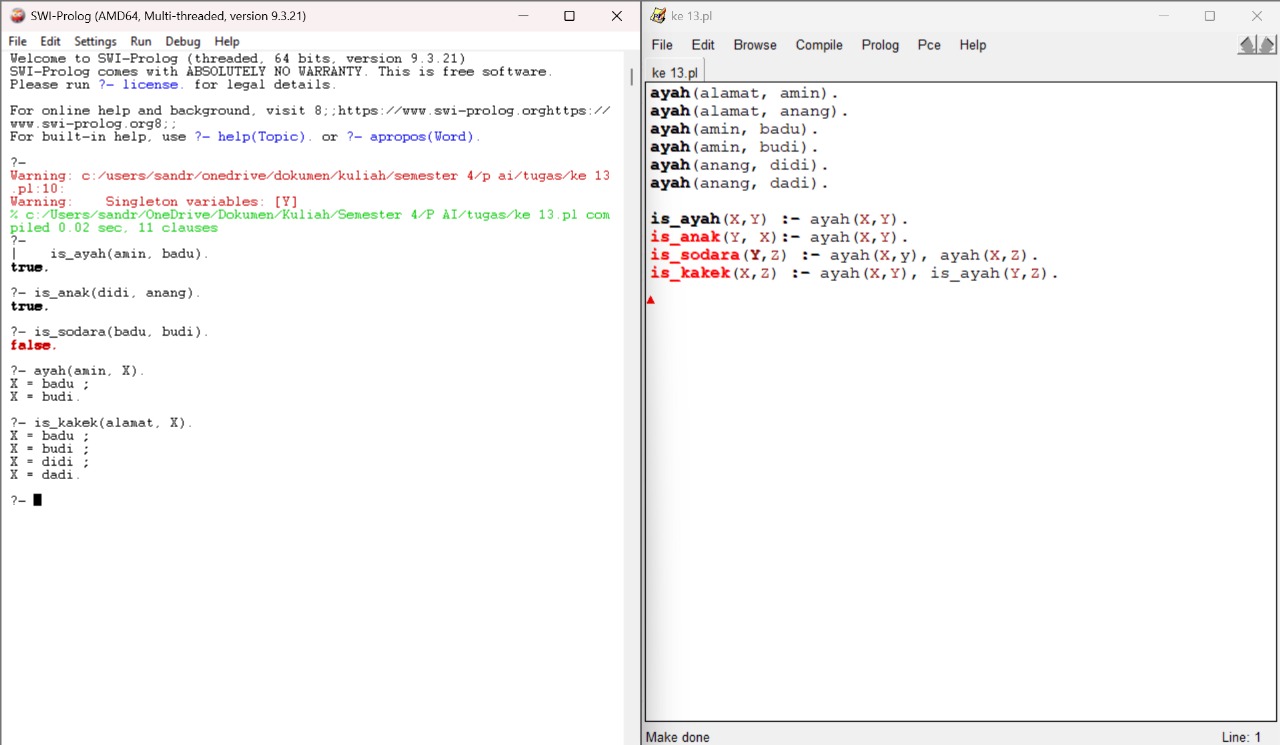 SWI-Prolog (AMD64, Multi-threaded, version 9.3.21)
File Edit Settings Run Debug Help
Welcome to SWI-Prolog (threaded, 64 bits, version 9.3.21)
SWI-Prolog comes with ABSOLUTELY NO WARRANTY. This is free software.
Please run ?- license. for legal details.
For online help and background, visit 8;;https://www.swi-prolog.orghttps://
www.swi-prolog.org8;;
For built-in help, use ?- help(Topic). or ?- apropos(Word).
?-
Warning: c:/users/sandr/onedrive/dokumen/kuliah/semester 4/p ai/tugas/ke 13
.pl:10:
Warning:    Singleton variables: [Y]
% c:/Users/sandr/OneDrive/Dokumen/Kuliah/Semester 4/P AI/tugas/ke 13.pl com
piled 0.02 sec, 11 clauses
?-
|    is_ayah(amin, badu).
true.
?- is_anak(didi, anang).
true.
?- is_sodara(badu, budi).
false.
?- ayah(amin, X).
X = badu ;
X = budi.
?- is_kakek(alamat, X).
X = badu ;
X = budi ;
X = didi ;
X = dadi.
?-
ke 13.pl
File Edit Browse Compile Prolog Pce Help
ke 13.pl
ayah(alamat, amin).
ayah(alamat, anang).
ayah(amin, badu).
ayah(amin, budi).
ayah(anang, didi).
ayah(anang, dadi).
is_ayah(X,Y) :- ayah(X,Y).
is_anak(Y, X):- ayah(X,Y).
is_sodara(Y,Z) :- ayah(X,y), ayah(X,Z).
is_kakek(X,Z) :- ayah(X,Y), is_ayah(Y,Z).
Make done
Line: 1